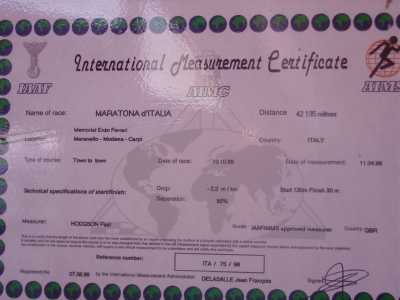 International Measurement Certificate
IAAF AIMC AIMS
Name of race: MARATONA d'ITALIA Distance 42 195 mètres
Memorial Enzo Ferrari
Location: Maranello - Modena - Carpi Country: ITALY
Type of course: Town to town Date of race: 10.10.99 Date of measurement: 11.04.99
Technical specifications of start/finish: Drop: - 2,3 m / km Start 130m Finish 30 m
Separation: 85%
Measurer: HODGSON Paul Grade: IAAF/AIMS approved measurer Country: GBR
Reference number: ITA / 75 / 99
Registered the 07.06.99 by the International Measurement Administrator DELASALLE Jean François Signed